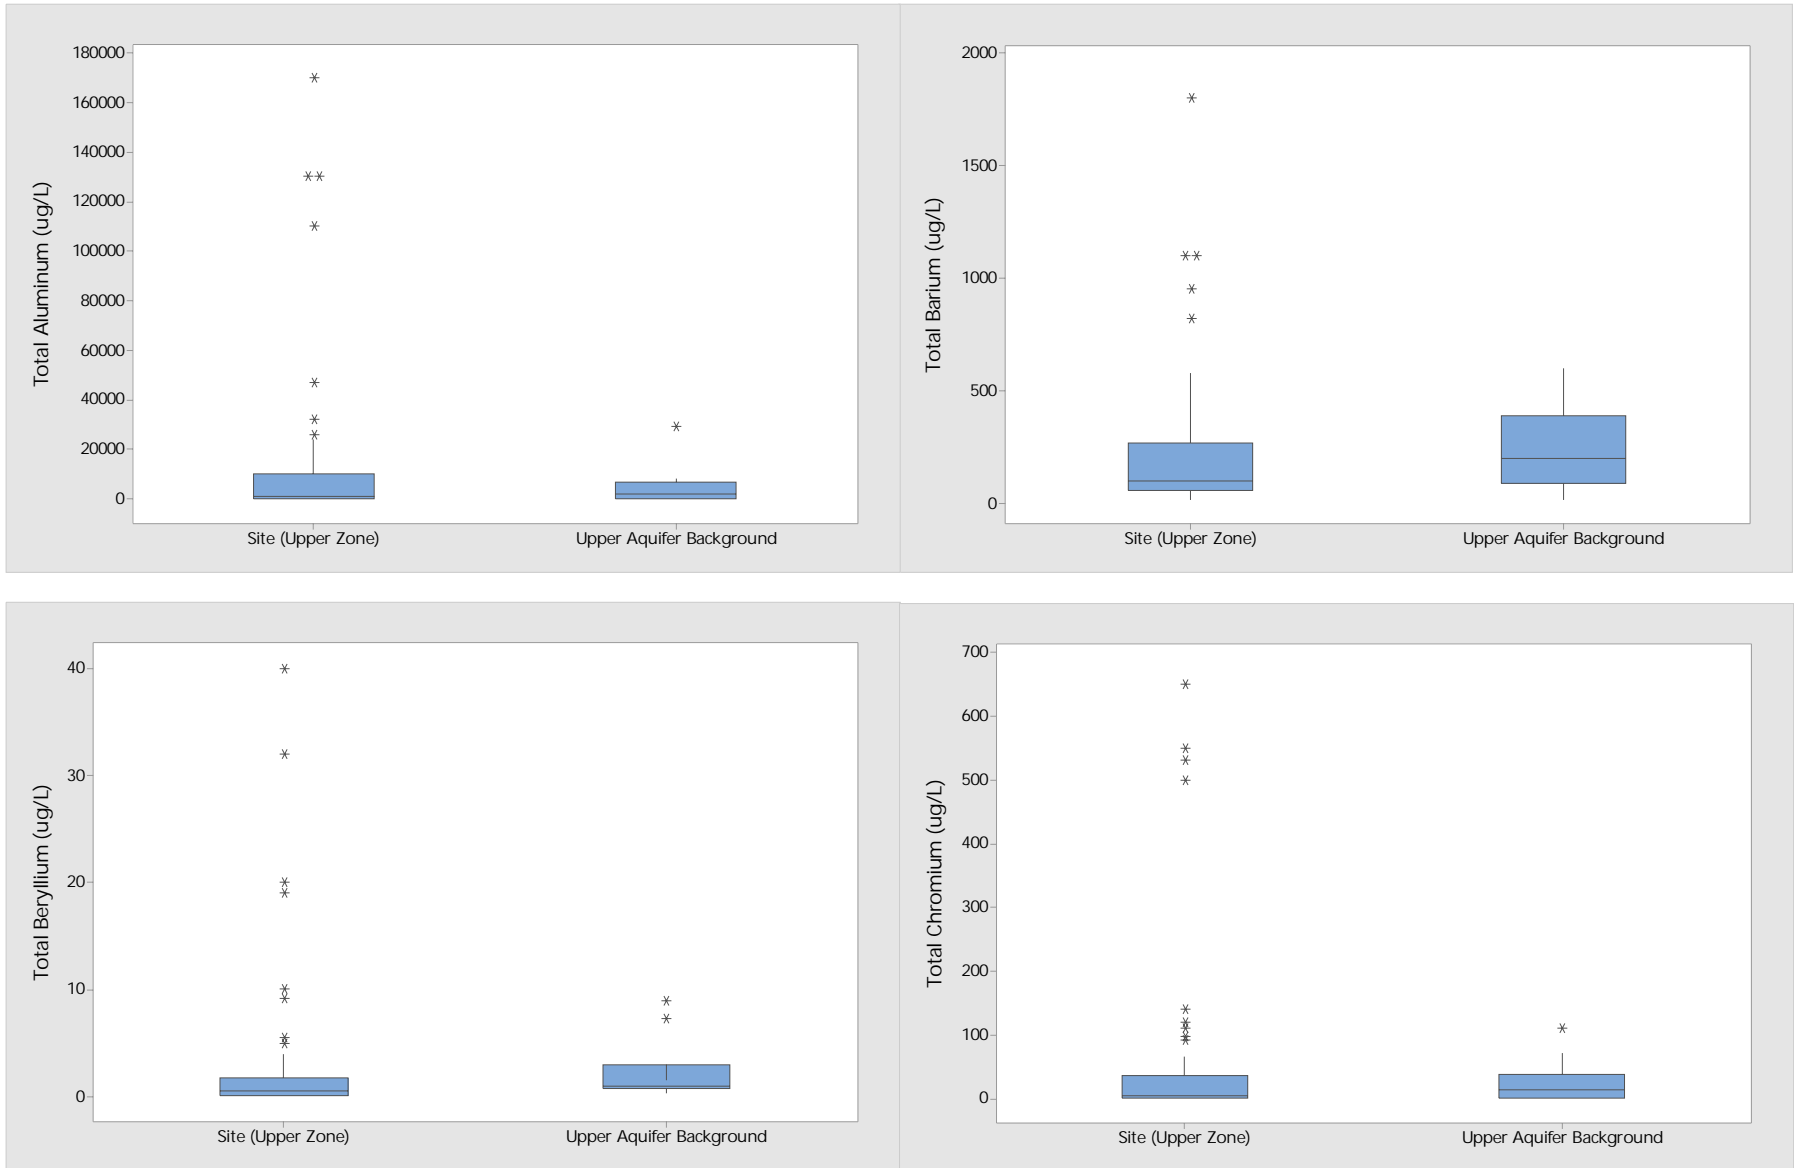 Total Aluminum (ug/L)
180000
160000
140000
120000
100000
80000
60000
40000
20000
0
Site (Upper Zone)
Upper Aquifer Background
Total Barium (ug/L)
2000
1500
1000
500
0
Site (Upper Zone)
Upper Aquifer Background
Total Beryllium (ug/L)
40
30
20
10
0
Site (Upper Zone)
Upper Aquifer Background
Total Chromium (ug/L)
700
600
500
400
300
200
100
0
Site (Upper Zone)
Upper Aquifer Background